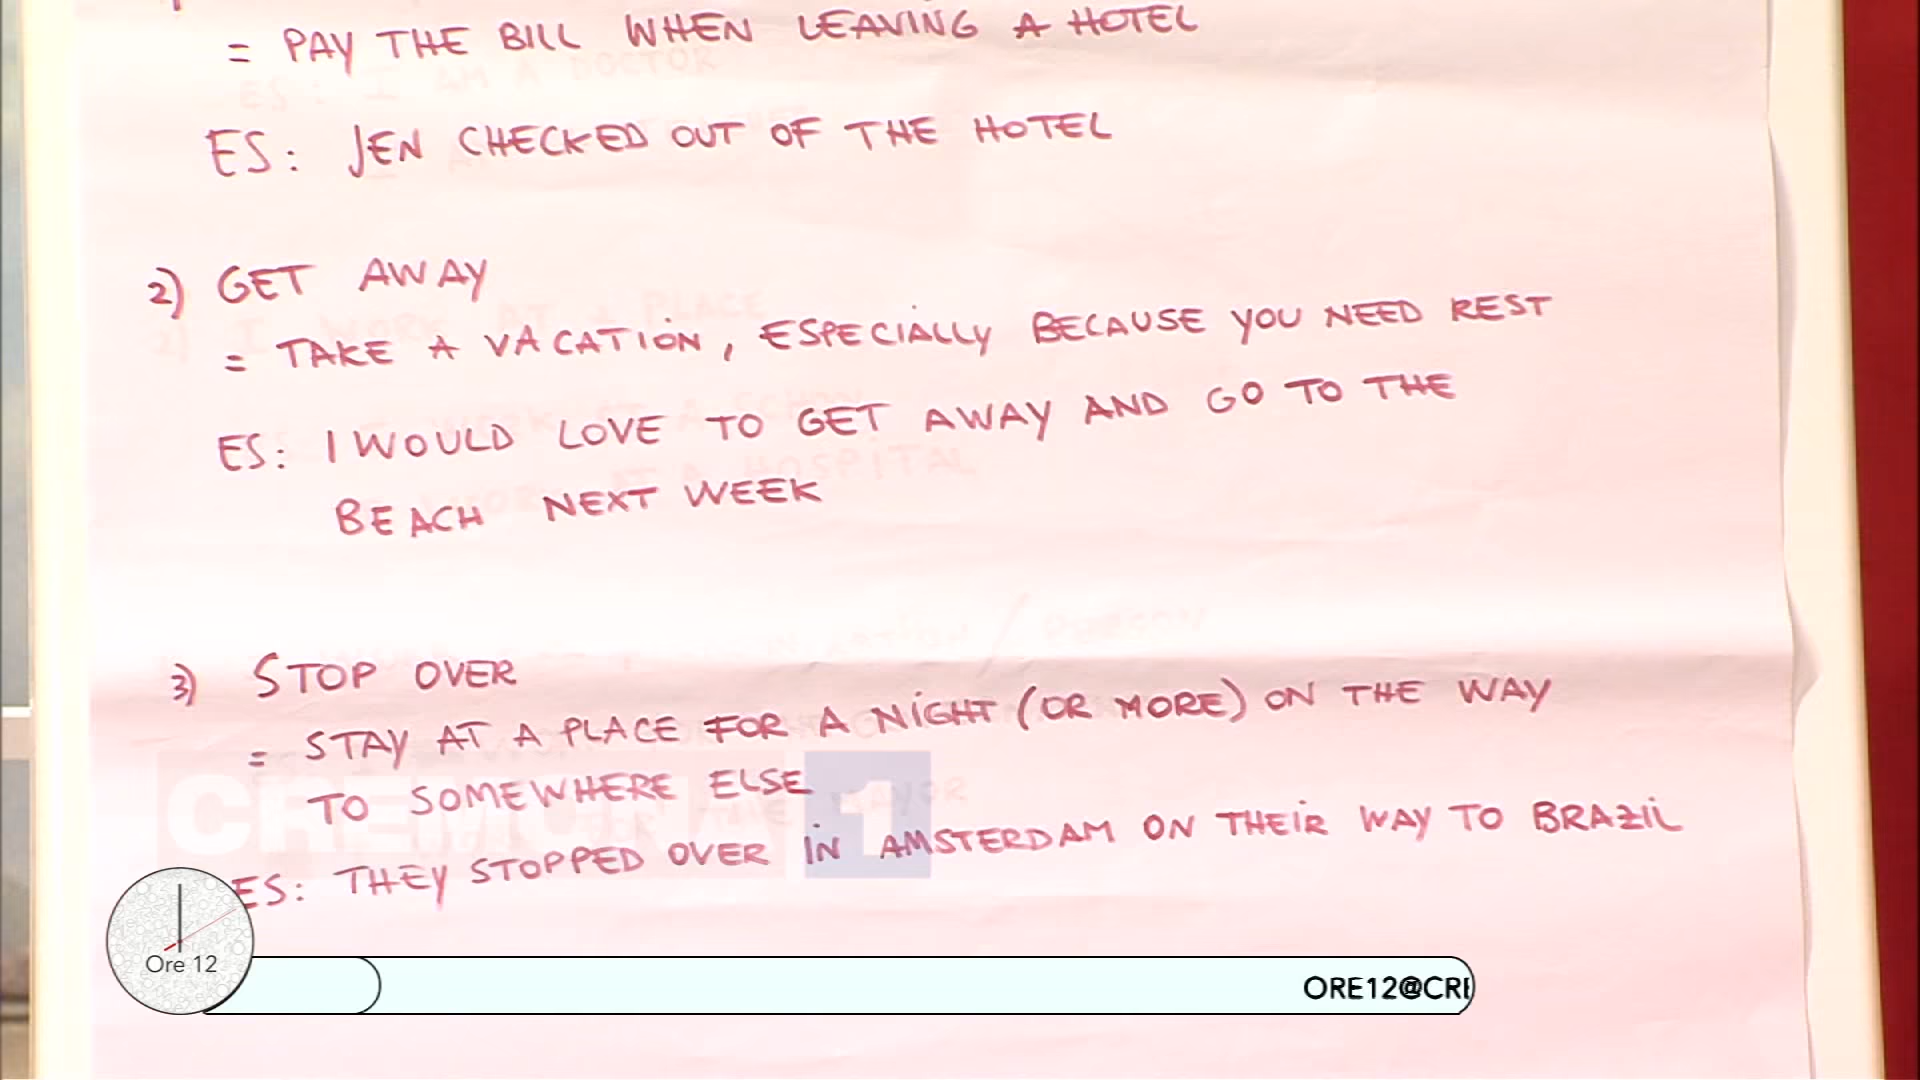 = PAY THE BILL WHEN LEAVING A HOTEL
ES: JEN CHECKED OUT OF THE HOTEL
2) GET AWAY
= TAKE A VACATION, ESPECIALLY BECAUSE YOU NEED REST
ES: I WOULD LOVE TO GET AWAY AND GO TO THE
BEACH NEXT WEEK
3) STOP OVER
= STAY AT A PLACE FOR A NIGHT (OR MORE) ON THE WAY
TO SOMEWHERE ELSE
CREMONA 1
ES: THEY STOPPED OVER IN AMSTERDAM ON THEIR WAY TO BRAZIL
Ore 12
ORE12@CRE